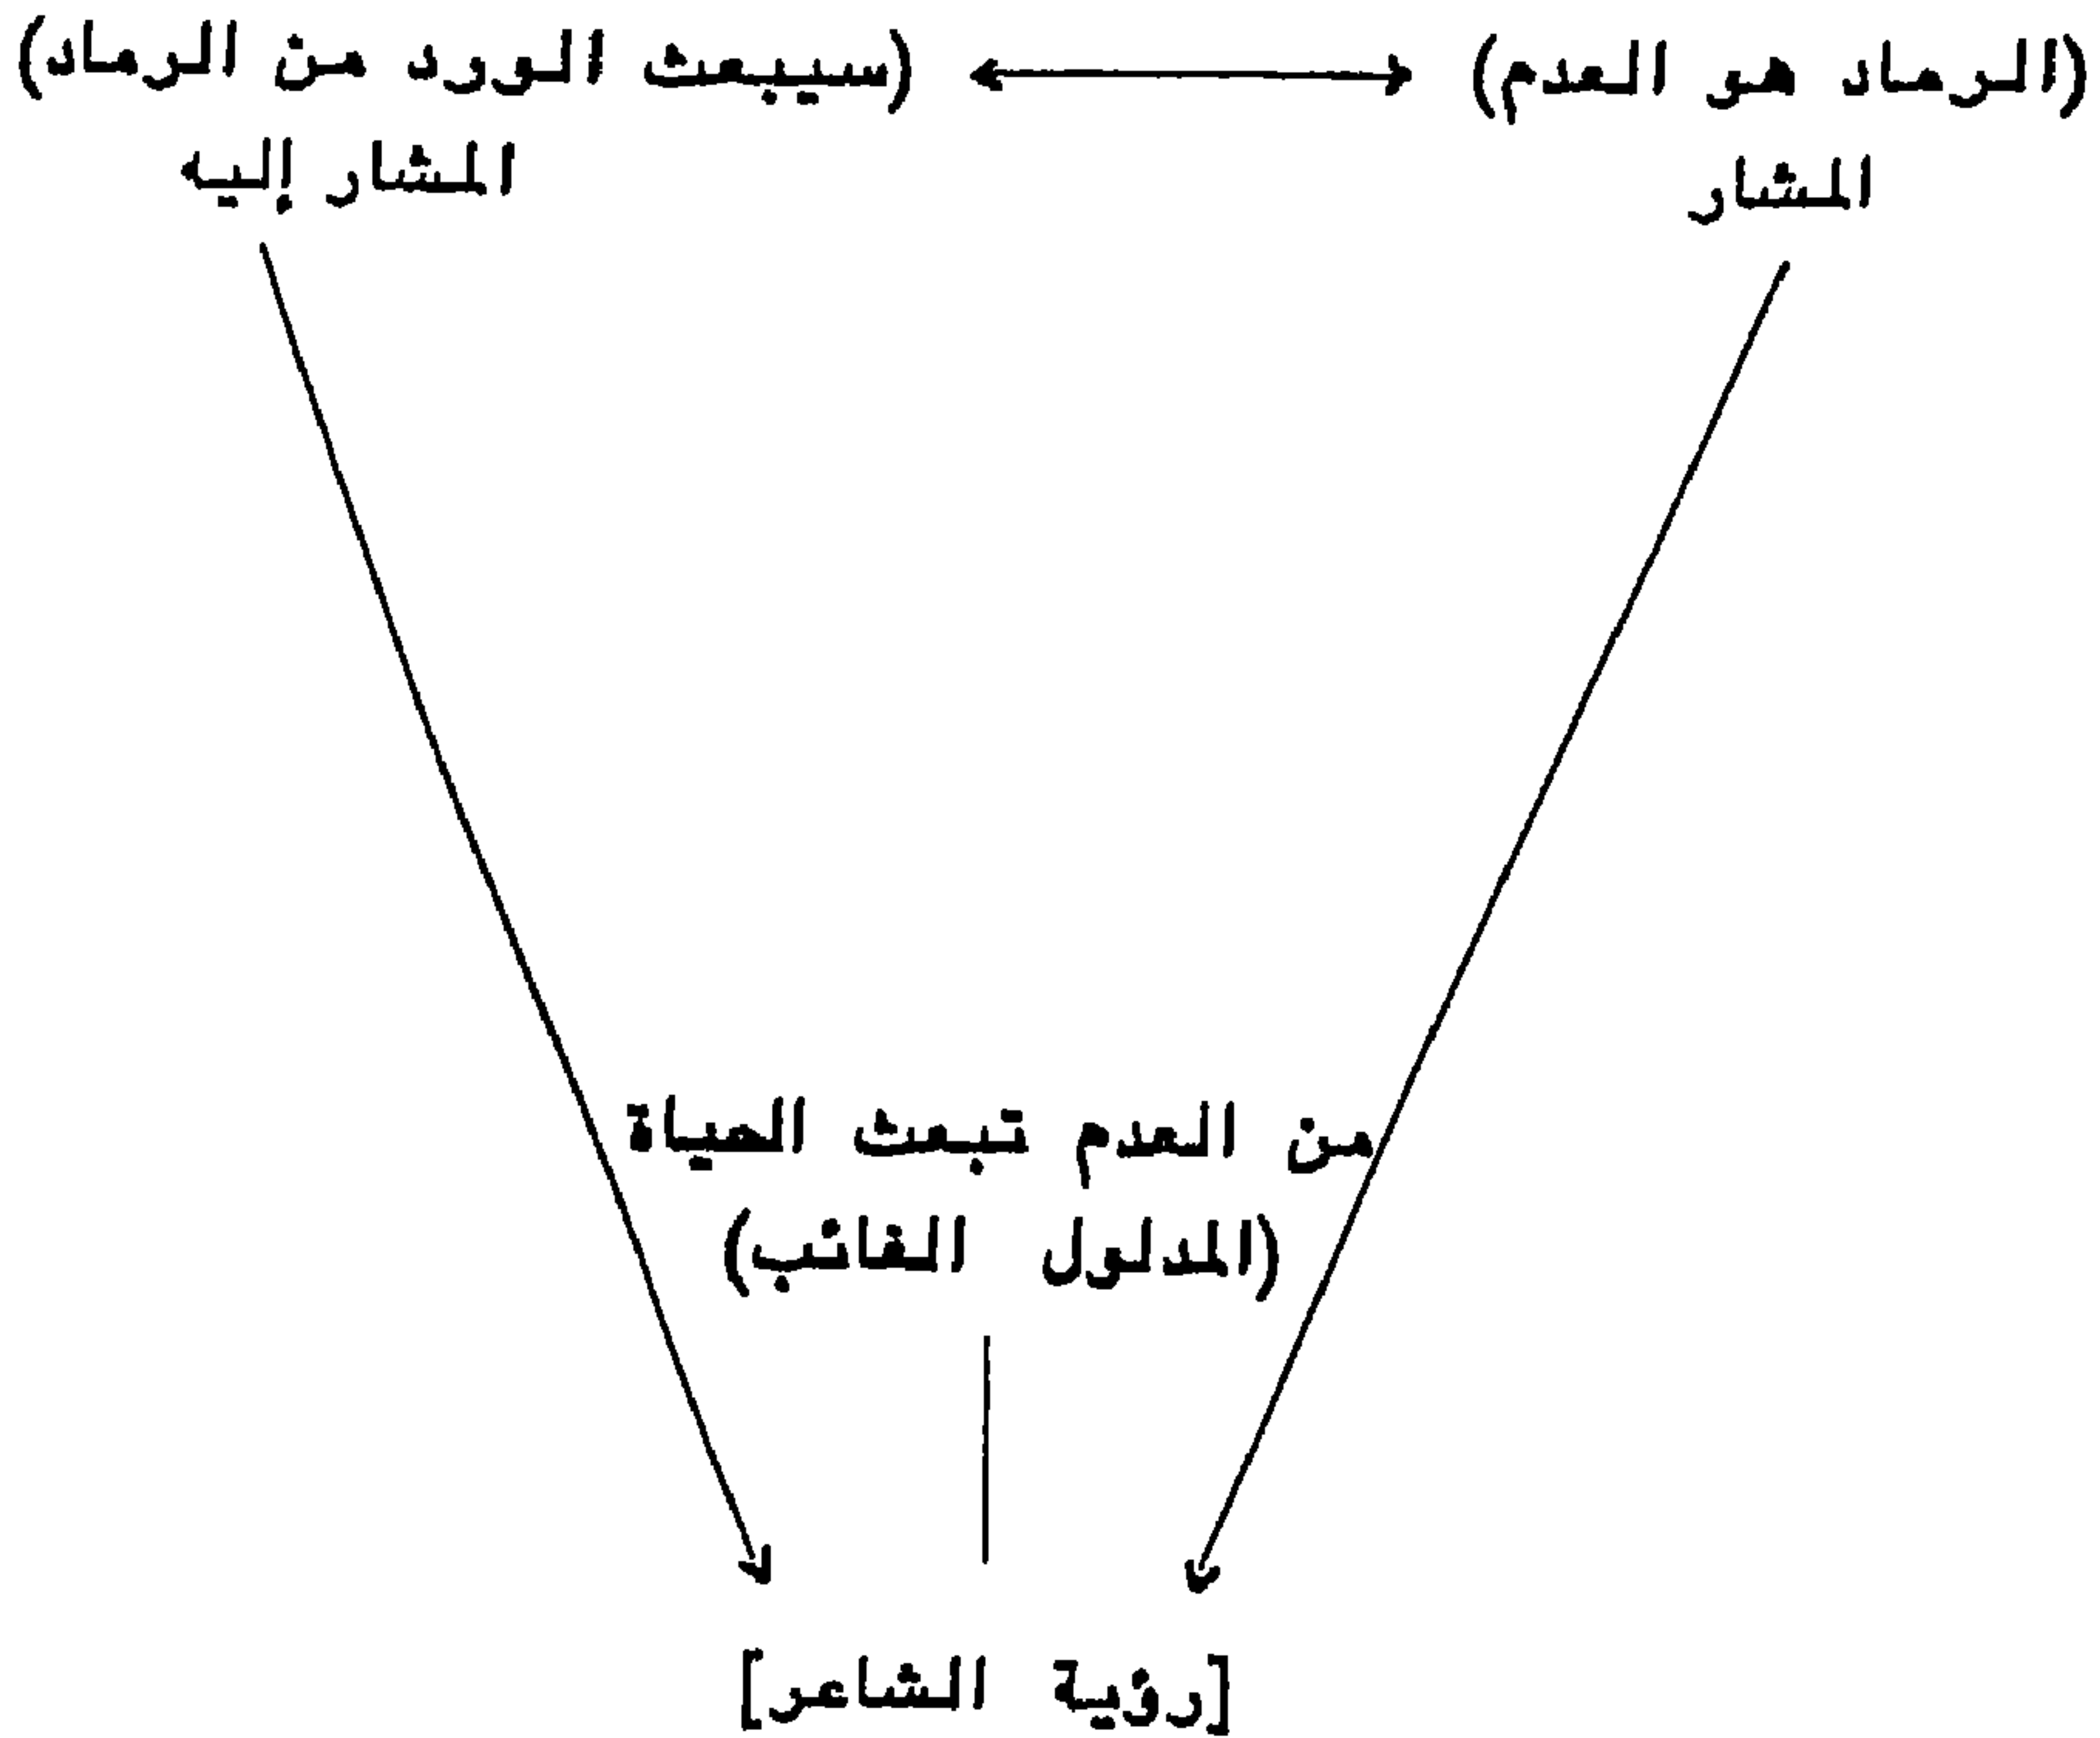 (الرماد هو العدم)
(سيبعث الورد من الرماد)
المشار
المشار إليه
من العدم تبعث الحياة
(المدلول الغائب)
[رؤية الشاعر]